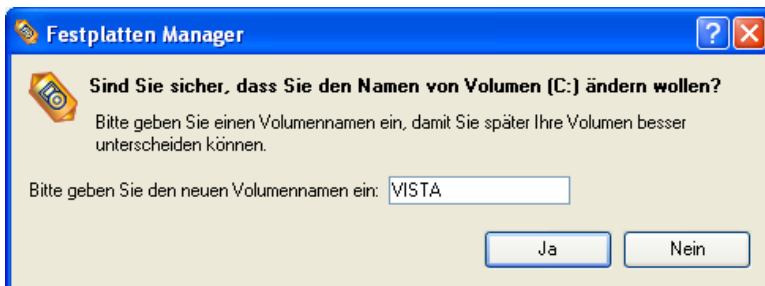 Festplatten Manager
Sind Sie sicher, dass Sie den Namen von Volumen (C:) ändern wollen?
Bitte geben Sie einen Volumennamen ein, damit Sie später Ihre Volumen besser
unterscheiden können.
Bitte geben Sie den neuen Volumennamen ein: VISTA
Ja Nein